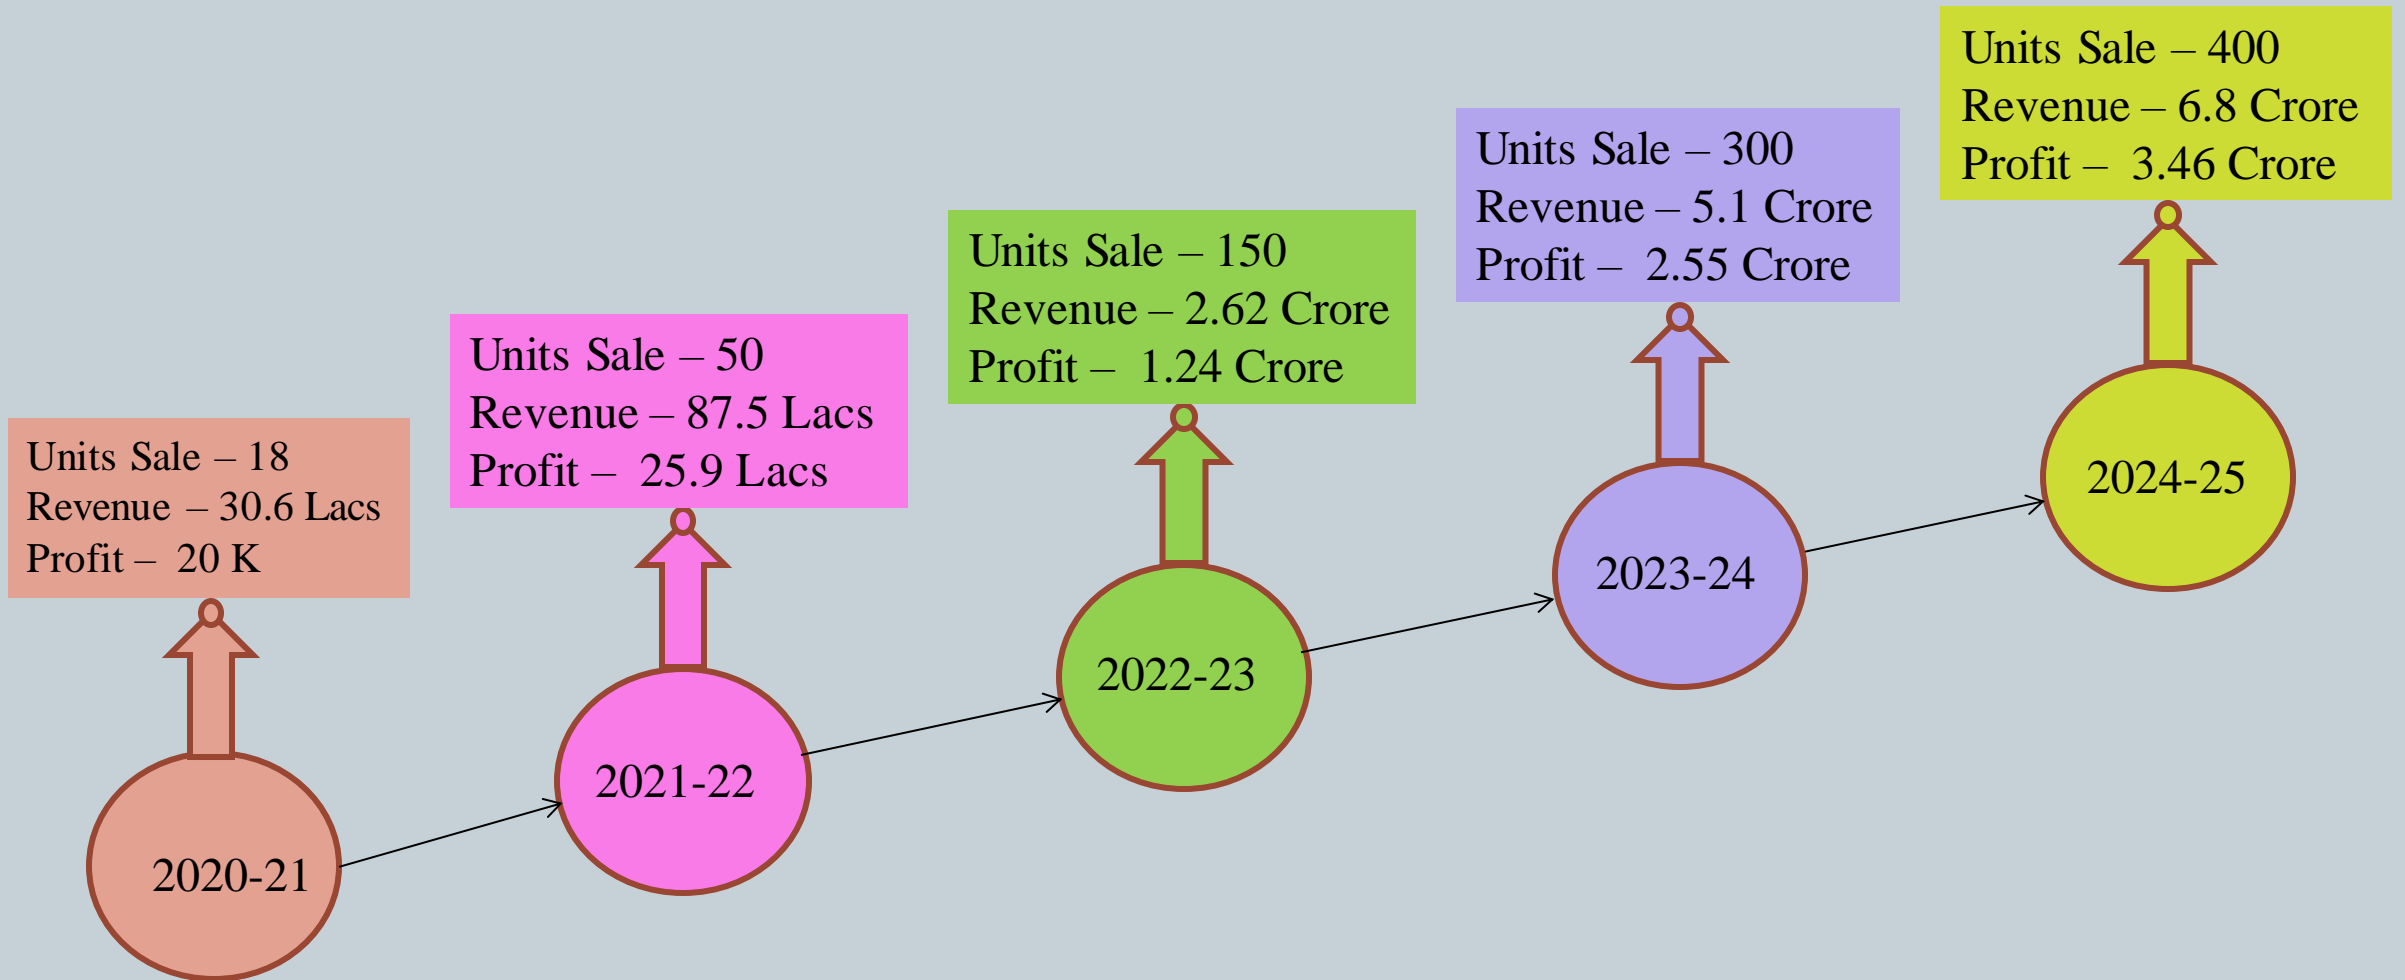 Units Sale – 18
Revenue – 30.6 Lacs
Profit – 20 K
2020-21
Units Sale – 50
Revenue – 87.5 Lacs
Profit – 25.9 Lacs
2021-22
Units Sale – 150
Revenue – 2.62 Crore
Profit – 1.24 Crore
2022-23
Units Sale – 300
Revenue – 5.1 Crore
Profit – 2.55 Crore
2023-24
Units Sale – 400
Revenue – 6.8 Crore
Profit – 3.46 Crore
2024-25